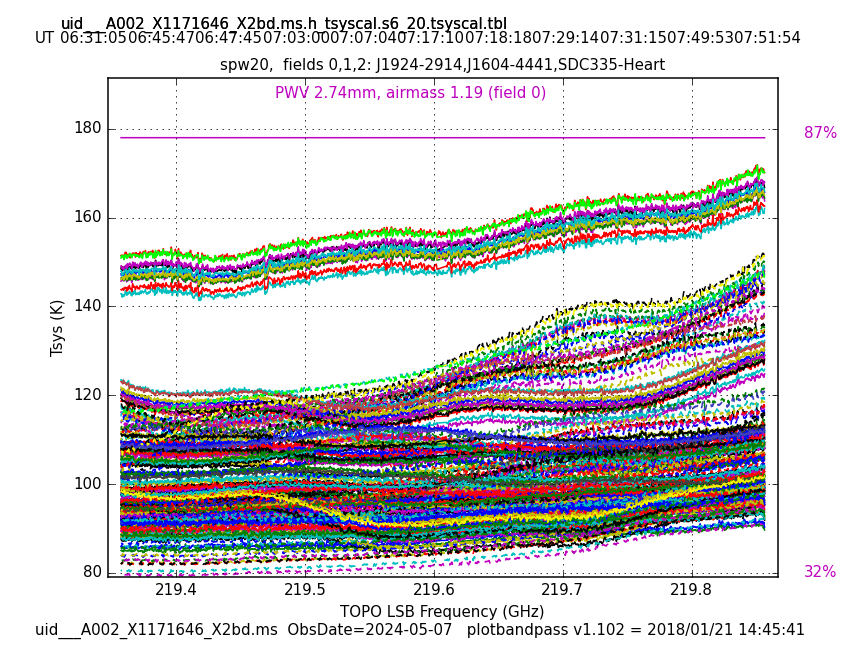 uid___A002_X1171646_X2bd.ms.h_tsyscal.s6_20.tsyscal.tbl
UT 06:31:05 06:45:47 06:47:45 07:03:00 07:07:04 07:17:10 07:18:18 07:29:14 07:31:15 07:49:53 07:51:54
spw20,  fields 0,1,2: J1924-2914,J1604-4441,SDC335-Heart
PWV 2.74mm, airmass 1.19 (field 0)
87%
180
160
140
120
100
80
32%
Tsys (K)
219.4 219.5 219.6 219.7 219.8
TOPO LSB Frequency (GHz)
uid___A002_X1171646_X2bd.ms  ObsDate=2024-05-07   plotbandpass v1.102 = 2018/01/21 14:45:41